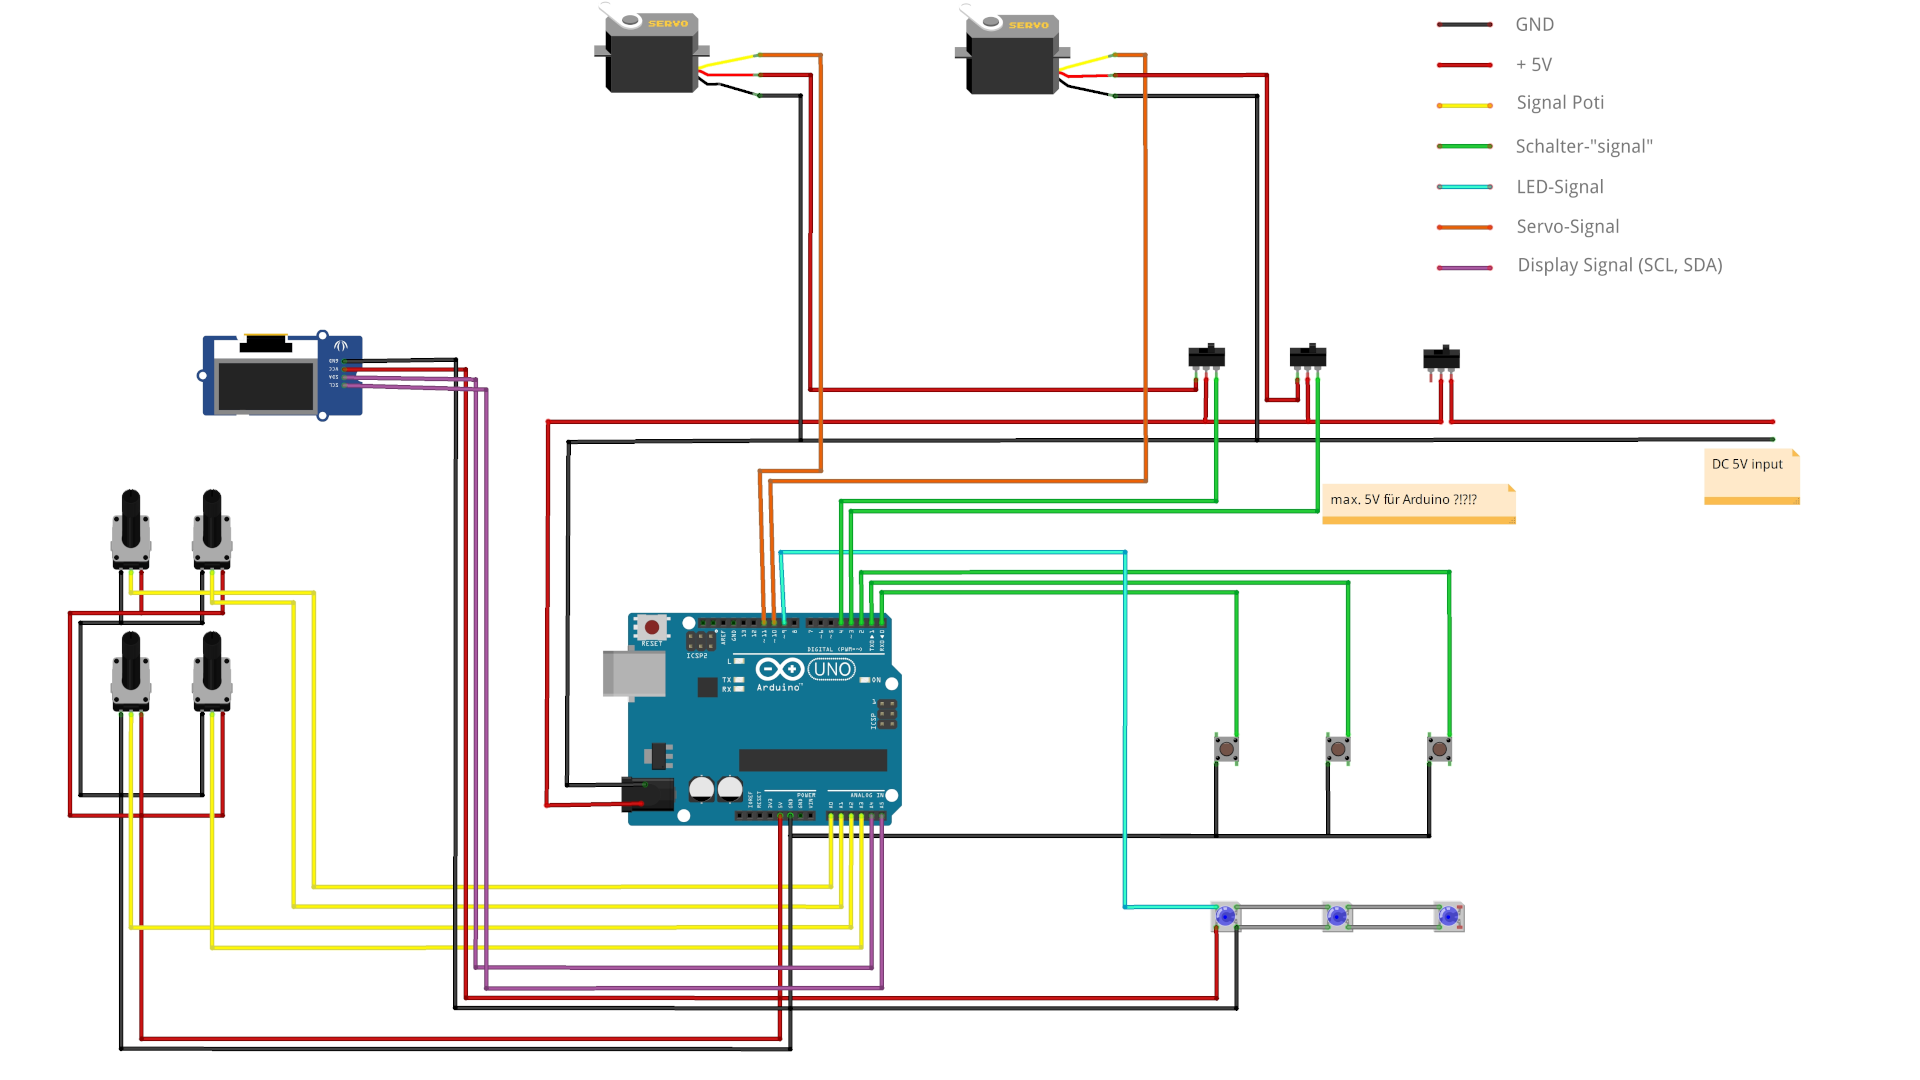 SERVO
SERVO
GND
+ 5V
Signal Poti
Schalter-"signal"
LED-Signal
Servo-Signal
Display Signal (SCL, SDA)
GND
VCC
SDA
SCL
DC 5V input
max. 5V für Arduino ?!?!?
RESET
ICSP2
AREF
GND
13
12
~11
~10
~9
8
7
~6
~5
4
~3
2
TXD▶1
RXD◀0
DIGITAL (PWM=~)
L
TX
RX
Arduino™
UNO
ON
ICSP
1
POWER
ANALOG IN
IOREF
RESET
3V3
5V
GND
GND
VIN
A0
A1
A2
A3
A4
A5